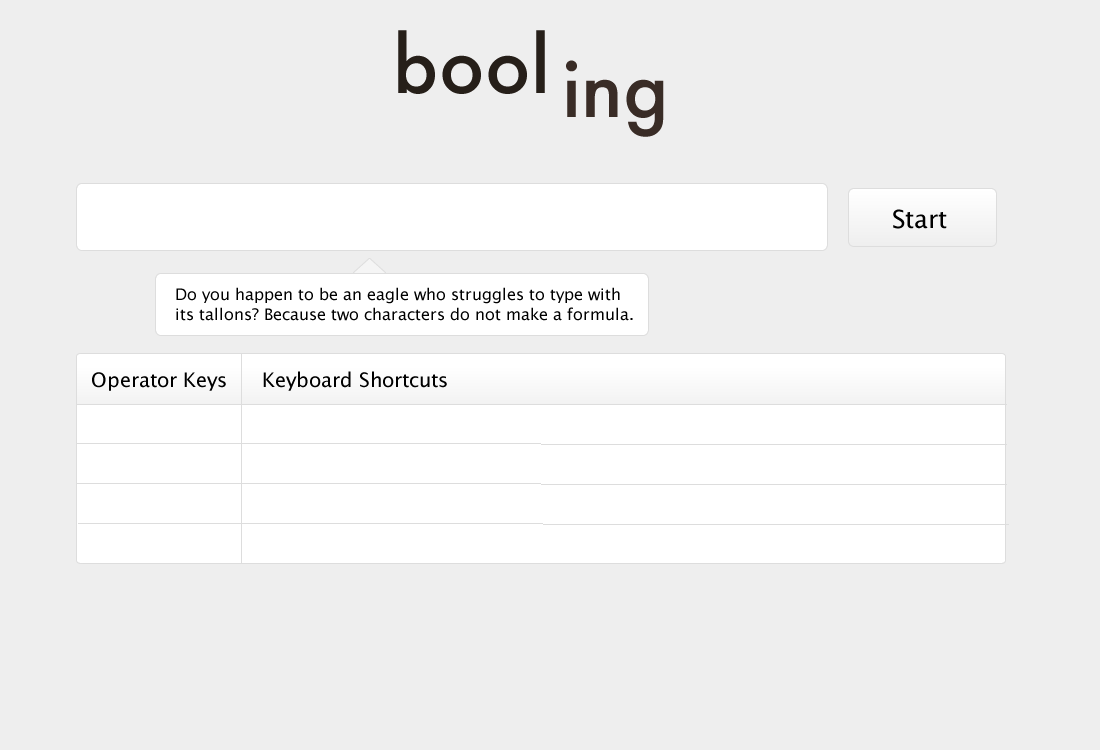 bool ing
Start
Do you happen to be an eagle who struggles to type with
its tallons? Because two characters do not make a formula.
Operator Keys Keyboard Shortcuts